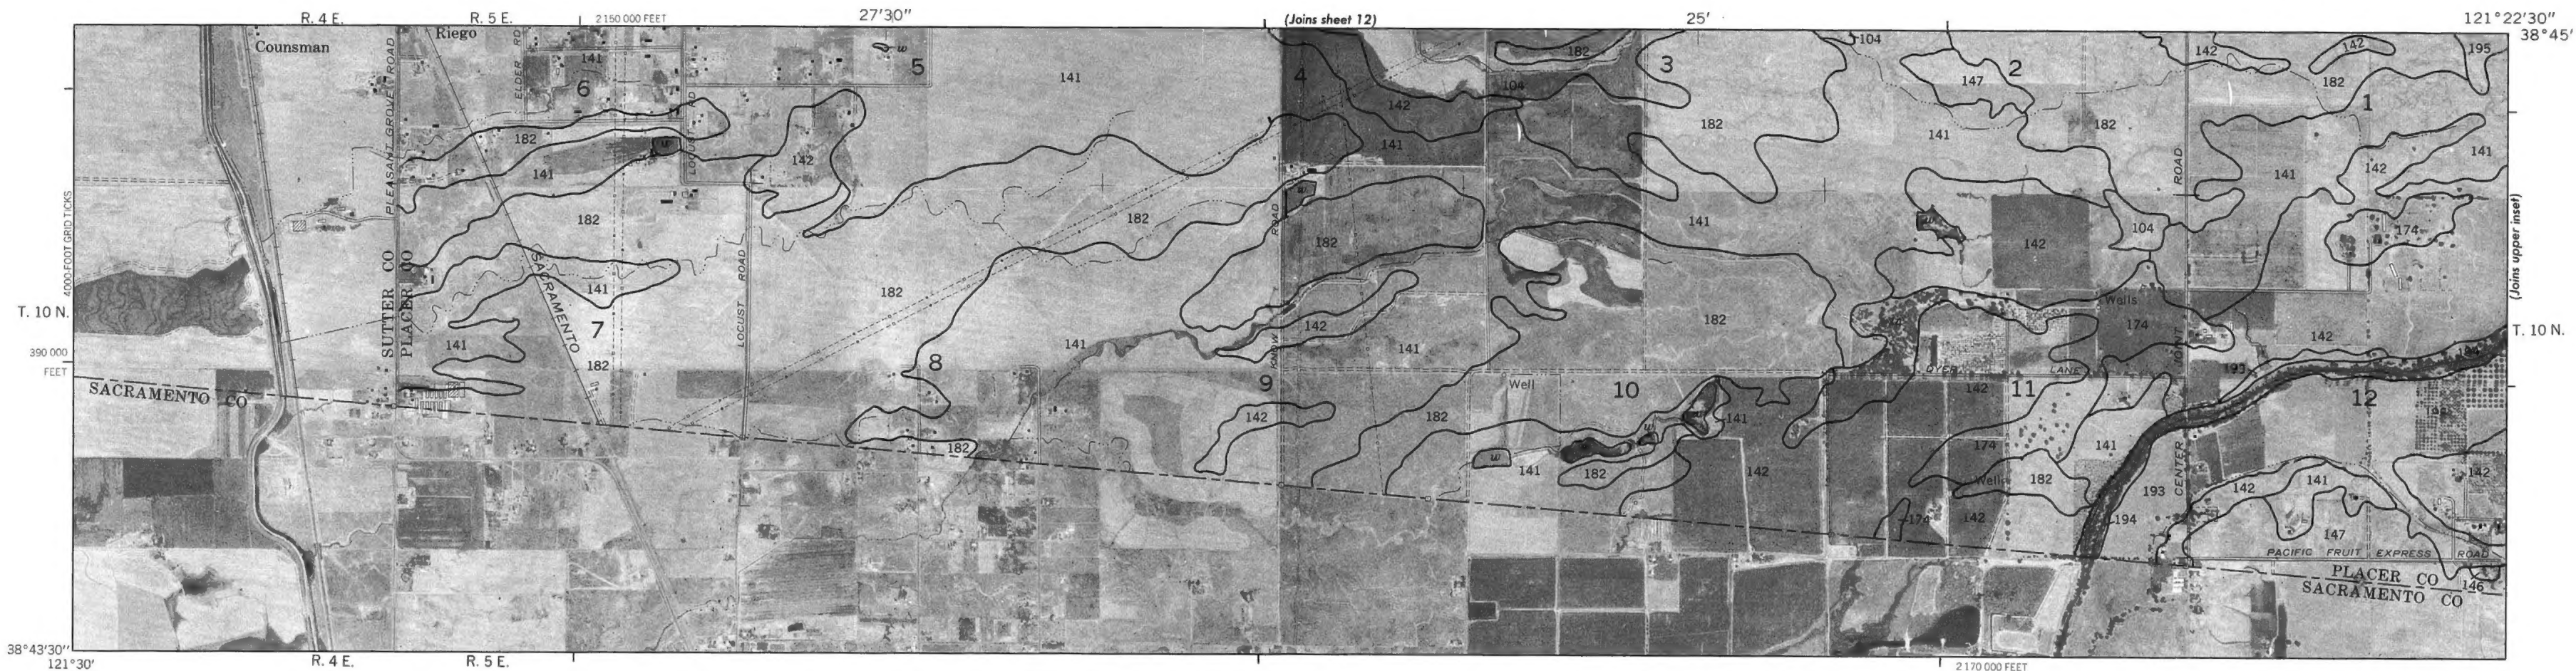 R. 4 E.
R. 5 E.
2 150 000 FEET
27'30"
(Joins sheet 12)
25'
121° 22'30"
38°45'
Counsman
Riego
PLEASANT GROVE ROAD
ELDER RD
LOCUST RD
141
6
5
141
4
182
3
104
147
2
142
142
182
195
1
142
104
182
141
182
182
141
142
141
182
141
142
141
ROAD
4000-FOOT GRID TICKS
(Joins upper inset)
182
182
ROAD
182
141
142
104
174
SUTTER CO
PLACER CO
SACRAMENTO
141
LOCUST ROAD
182
Wells
T. 10 N.
7
142
182
174
142
T. 10 N.
141
141
141
390 000
FEET
182
8
KNOW
JOINT
193
SACRAMENTO CO
9
Well
10
DYER LANE
142
11
12
142
182
141
182
174
141
CENTER
142
141
182
142
Wells
182
193
142
141
174
142
194
147
PACIFIC FRUIT EXPRESS ROAD
PLACER CO
SACRAMENTO CO
146
38°43'30"
121°30'
R. 4 E.
R. 5 E.
2 170 000 FEET